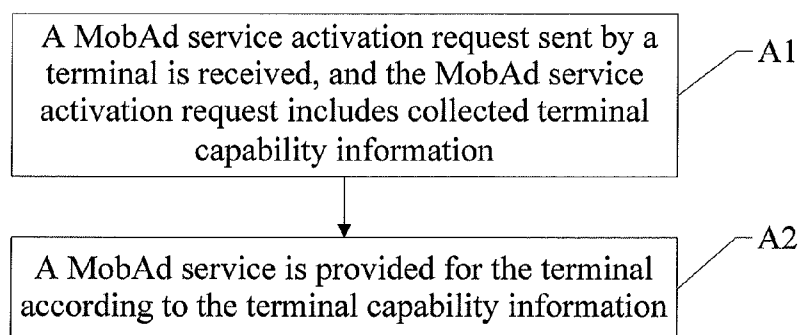 A MobAd service activation request sent by a
terminal is received, and the MobAd service
activation request includes collected terminal
capability information
A1
A MobAd service is provided for the terminal
according to the terminal capability information
A2